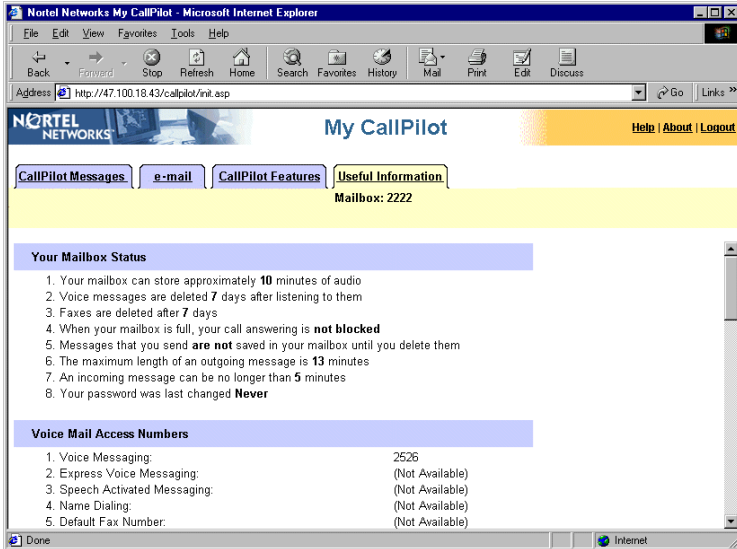 Nortel Networks My CallPilot - Microsoft Internet Explorer
File Edit View Favorites Tools Help
Back Forward Stop Refresh Home Search Favorites History Mail Print Edit Discuss
Address http://47.100.18.43/callpilot/init.asp Go Links »
NORTEL NETWORKS
My CallPilot
Help | About | Logout
CallPilot Messages e-mail CallPilot Features Useful Information
Mailbox: 2222
Your Mailbox Status
1. Your mailbox can store approximately 10 minutes of audio
2. Voice messages are deleted 7 days after listening to them
3. Faxes are deleted after 7 days
4. When your mailbox is full, your call answering is not blocked
5. Messages that you send are not saved in your mailbox until you delete them
6. The maximum length of an outgoing message is 13 minutes
7. An incoming message can be no longer than 5 minutes
8. Your password was last changed Never
Voice Mail Access Numbers
1. Voice Messaging: 2526
2. Express Voice Messaging: (Not Available)
3. Speech Activated Messaging: (Not Available)
4. Name Dialing: (Not Available)
5. Default Fax Number: (Not Available)
Done Internet